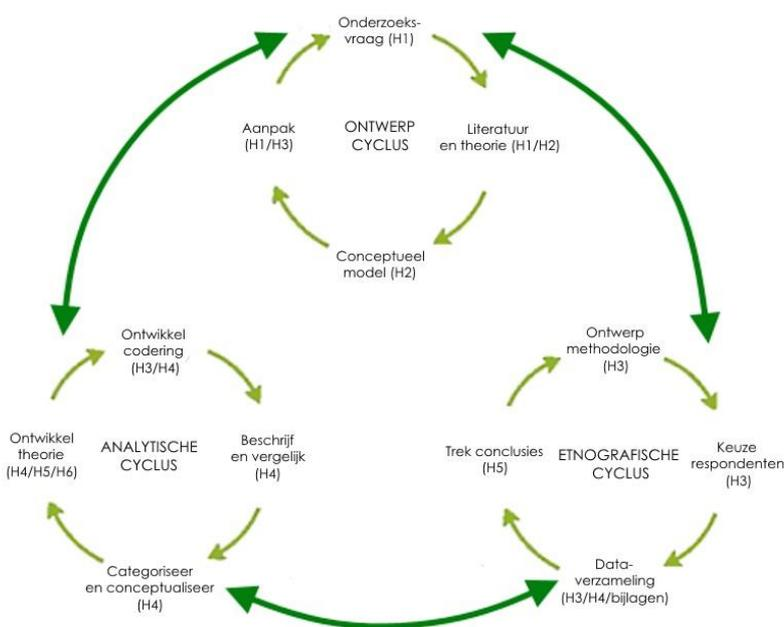 Onderzoeks-
vraag (H1)
Aanpak
(H1/H3)
ONTWERP
CYCLUS
Literatuur
en theorie (H1/H2)
Conceptueel
model (H2)
Ontwikkel
codering
(H3/H4)
Ontwikkel
theorie
(H4/H5/H6)
ANALYTISCHE
CYCLUS
Beschrijf
en vergelijk
(H4)
Categoriseer
en conceptualiseer
(H4)
Ontwerp
methodologie
(H3)
Trek conclusies
(H5)
ETNOGRAFISCHE
CYCLUS
Keuze
respondenten
(H3)
Data-
verzameling
(H3/H4/bijlagen)